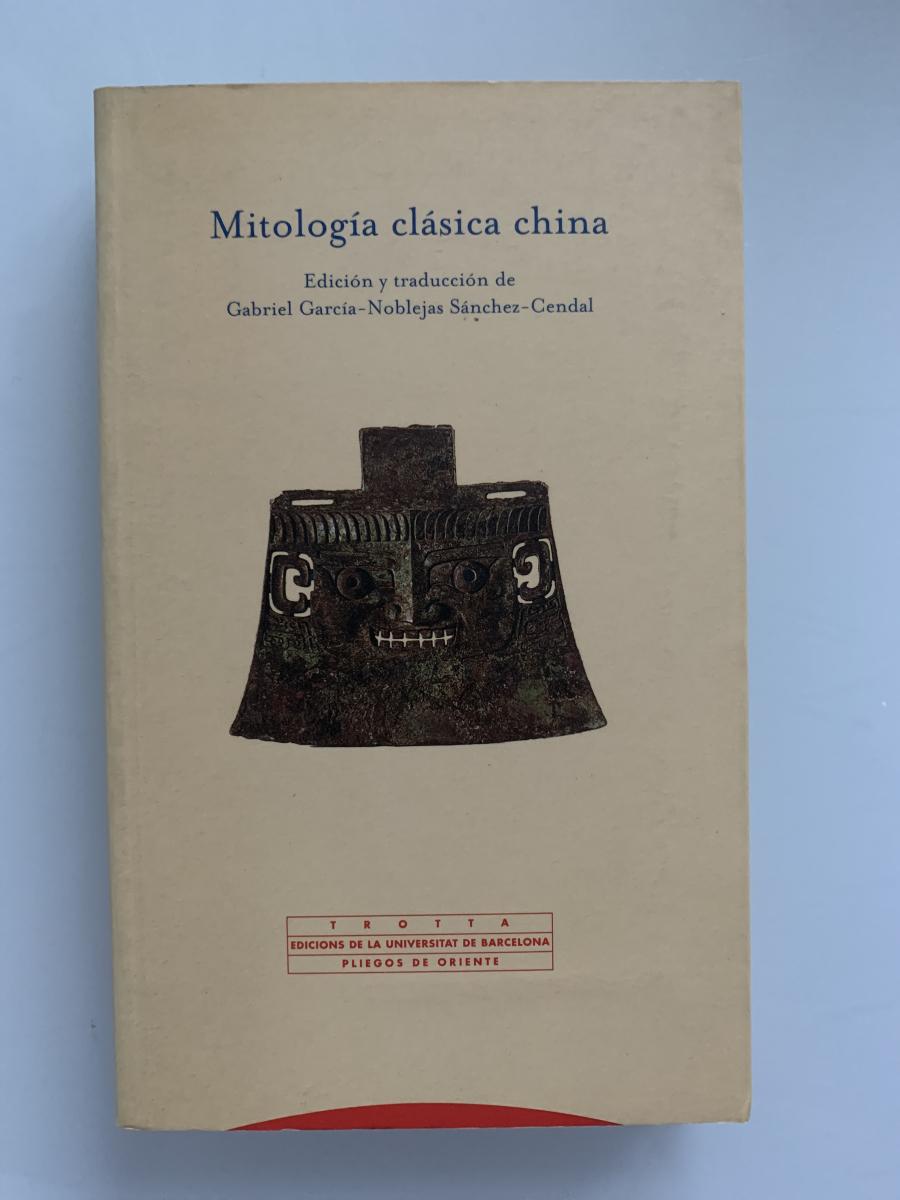 Mitología clásica china
Edición y traducción de
Gabriel García-Noblejas Sánchez-Cendal
TROTTA
EDICIONS DE LA UNIVERSITAT DE BARCELONA
PLIEGOS DE ORIENTE